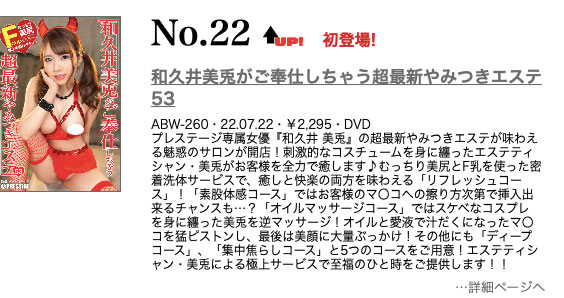 No.22 UP! 初登場!
和久井美兎がご奉仕しちゃう超最新やみつきエステ
53
ABW-260・22.07.22・￥2,295・DVD
プレステージ専属女優『和久井 美兎』の超最新やみつきエステが味わえ
る魅惑のサロンが開店！刺激的なコスチュームを身に纏ったエステティ
シャン・美兎がお客様を全力で癒します♪むっちり美尻とF乳を使った密
着洗体サービスで、癒しと快楽の両方を味わえる「リフレッシュコー
ス」！「素股体感コース」ではお客様のマ〇コへの擦り方次第で挿入出
来るチャンスも…？「オイルマッサージコース」ではスケベなコスプレ
を身に纏った美兎を逆マッサージ！オイルと愛液で汁だくになったマ〇
コを猛ピストンし、最後は美顔に大量ぶっかけ！その他にも「ディープ
コース」、「集中焦らしコース」と5つのコースをご用意！エステティシ
ャン・美兎による極上サービスで至福のひと時をご提供します！！
…詳細ページへ
和久井美兎がご奉仕しちゃう
超最新やみつきエステ53